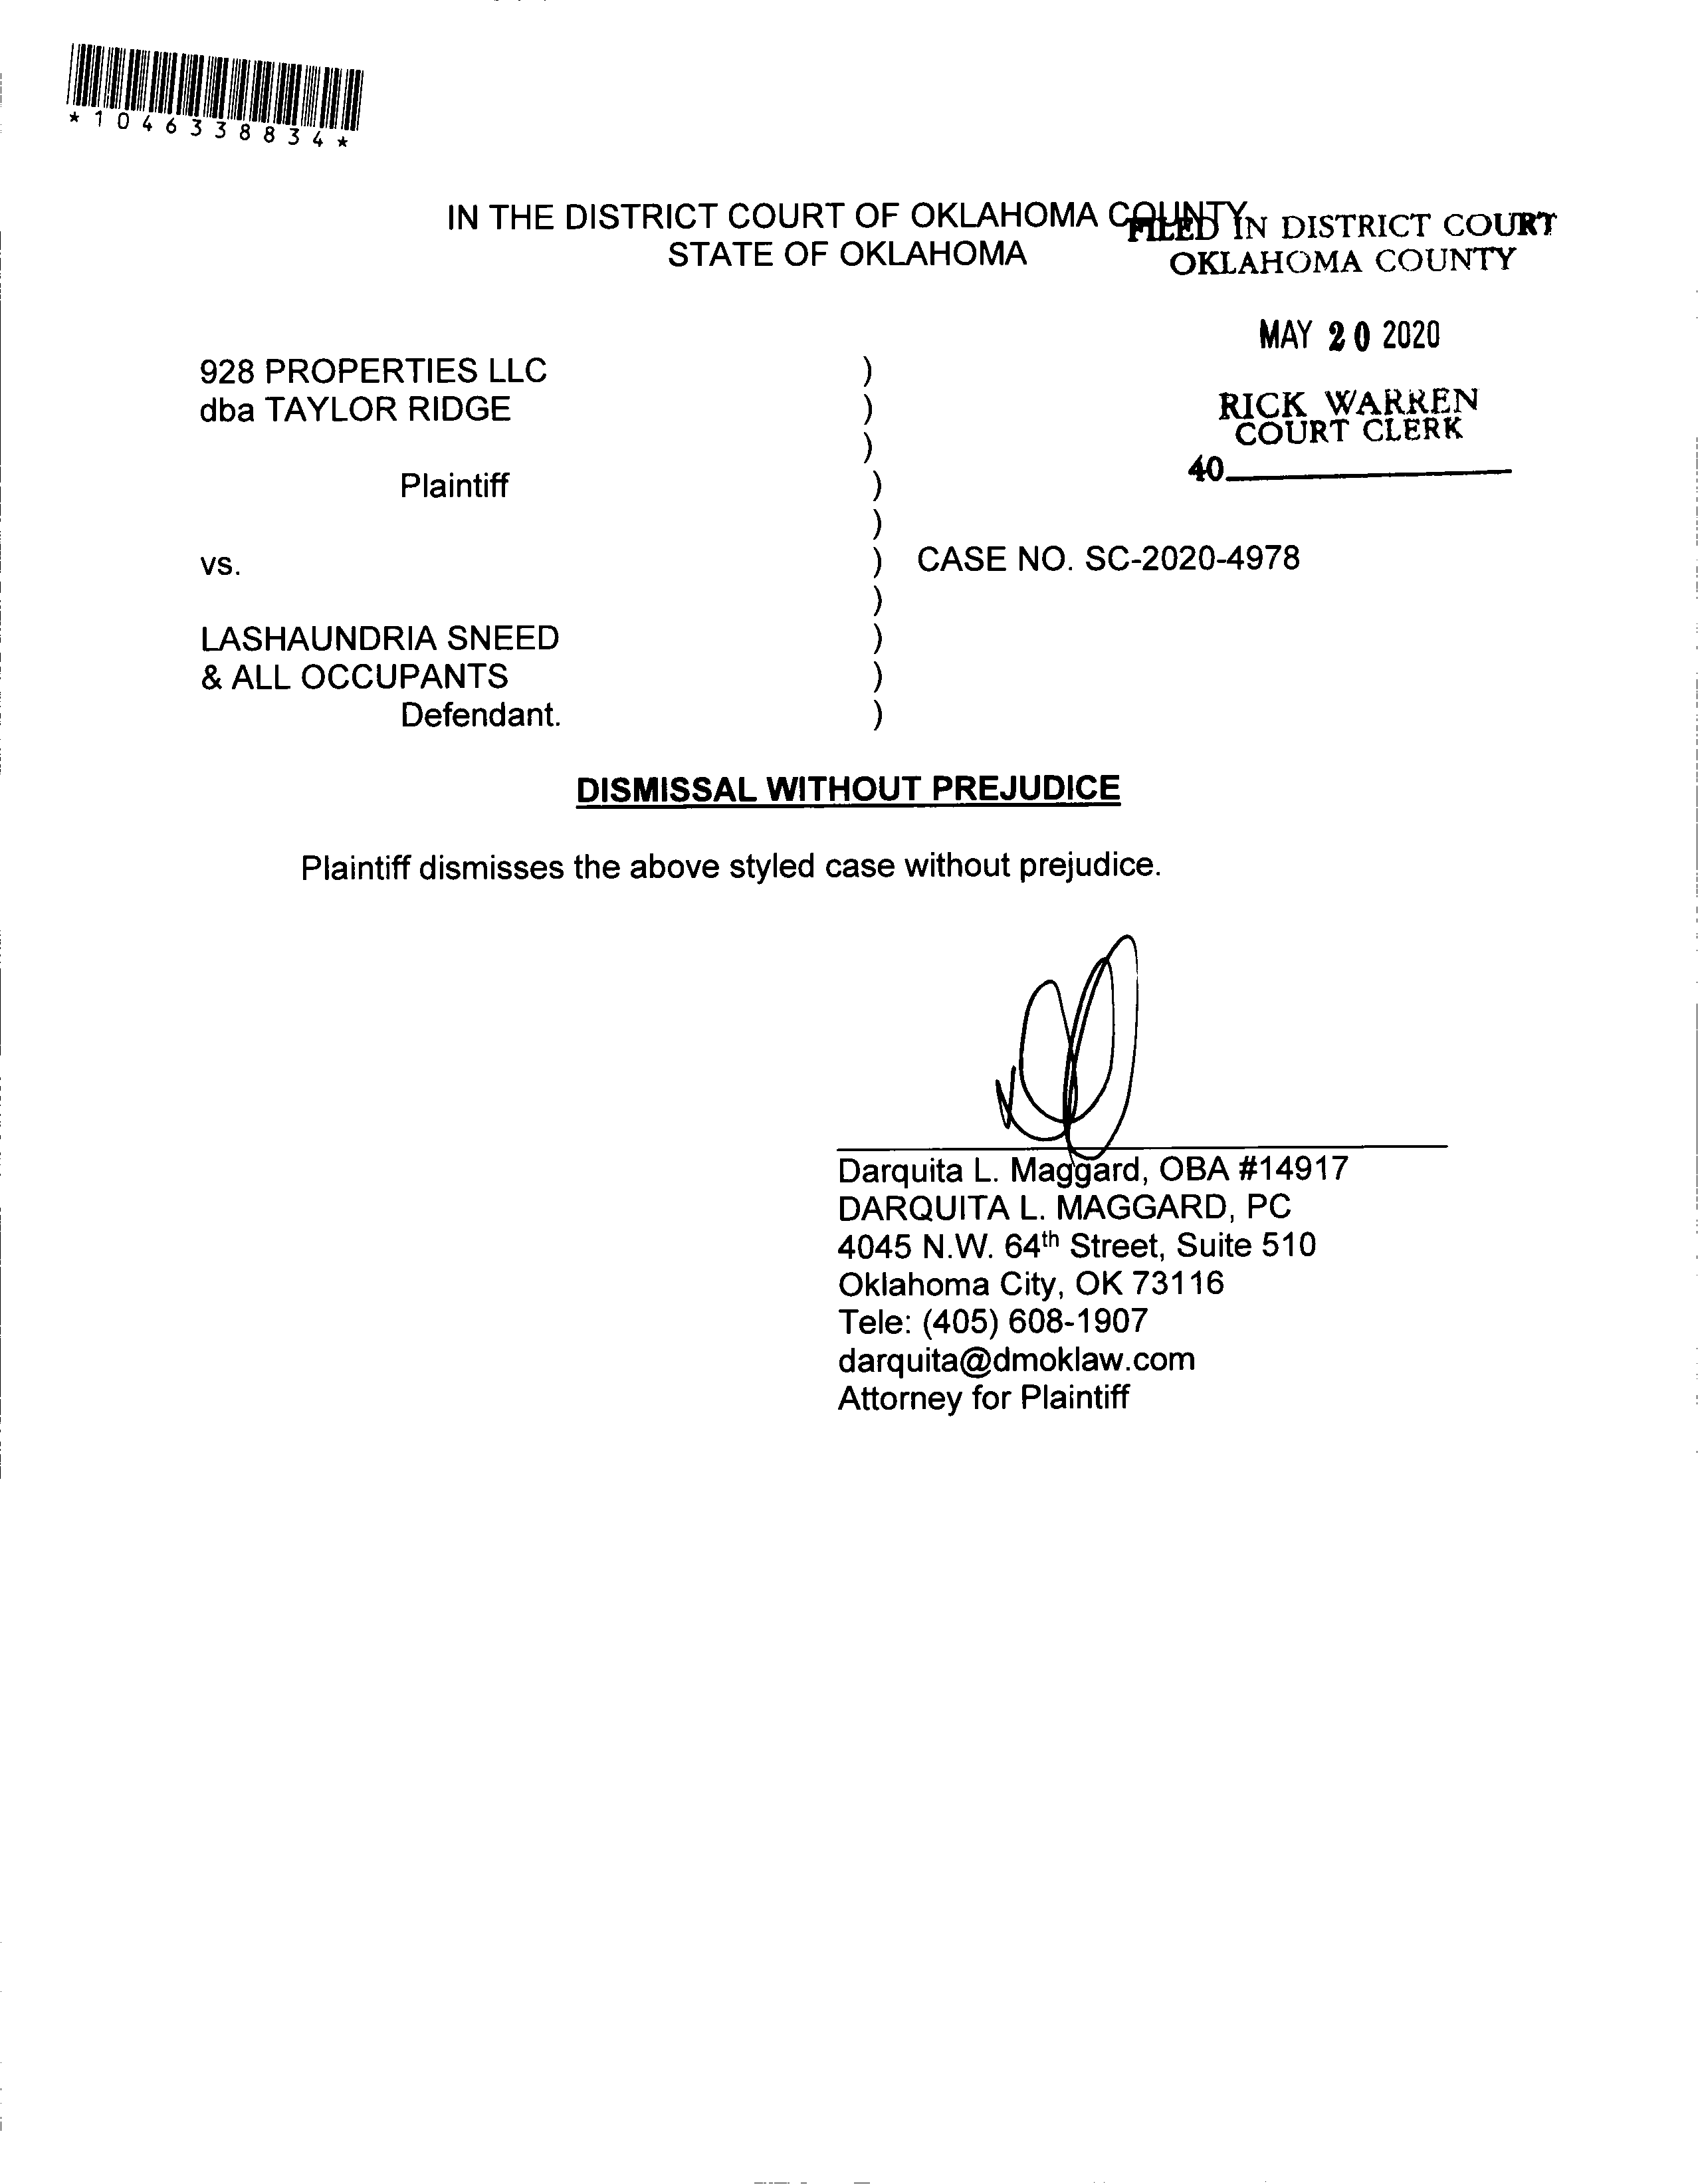 *1046338834*
IN THE DISTRICT COURT OF OKLAHOMA COUNTY
STATE OF OKLAHOMA
FILED IN DISTRICT COURT
OKLAHOMA COUNTY
MAY 20 2020
RICK WARREN
COURT CLERK
40
928 PROPERTIES LLC )
dba TAYLOR RIDGE )
)
Plaintiff )
)
vs. ) CASE NO. SC-2020-4978
)
LASHAUNDRIA SNEED )
& ALL OCCUPANTS )
Defendant. )
DISMISSAL WITHOUT PREJUDICE
Plaintiff dismisses the above styled case without prejudice.
Darquita L. Maggard, OBA #14917
DARQUITA L. MAGGARD, PC
4045 N.W. 64th Street, Suite 510
Oklahoma City, OK 73116
Tele: (405) 608-1907
darquita@dmoklaw.com
Attorney for Plaintiff